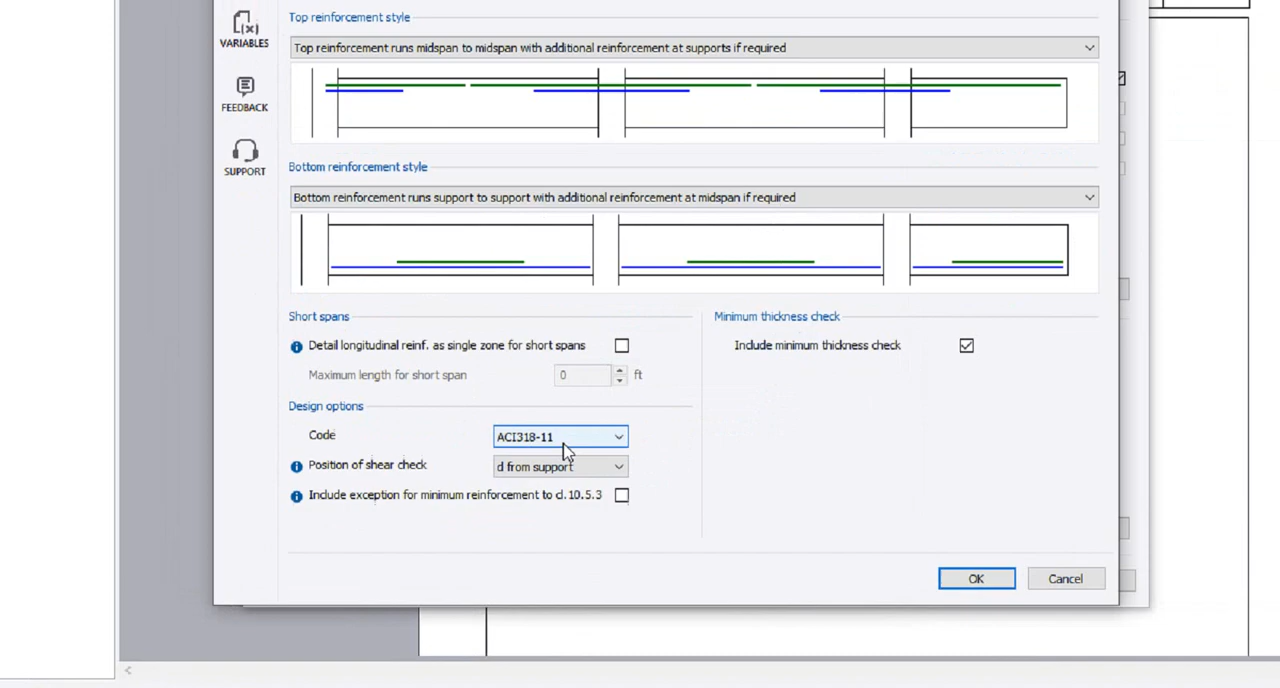 VARIABLES
FEEDBACK
SUPPORT
Top reinforcement style
Top reinforcement runs midspan to midspan with additional reinforcement at supports if required
Bottom reinforcement style
Bottom reinforcement runs support to support with additional reinforcement at midspan if required
Short spans
Detail longitudinal reinf. as single zone for short spans
Maximum length for short span 0 ft
Design options
Code ACI318-11
Position of shear check d from support
Include exception for minimum reinforcement to cl.10.5.3
Minimum thickness check
Include minimum thickness check
OK Cancel